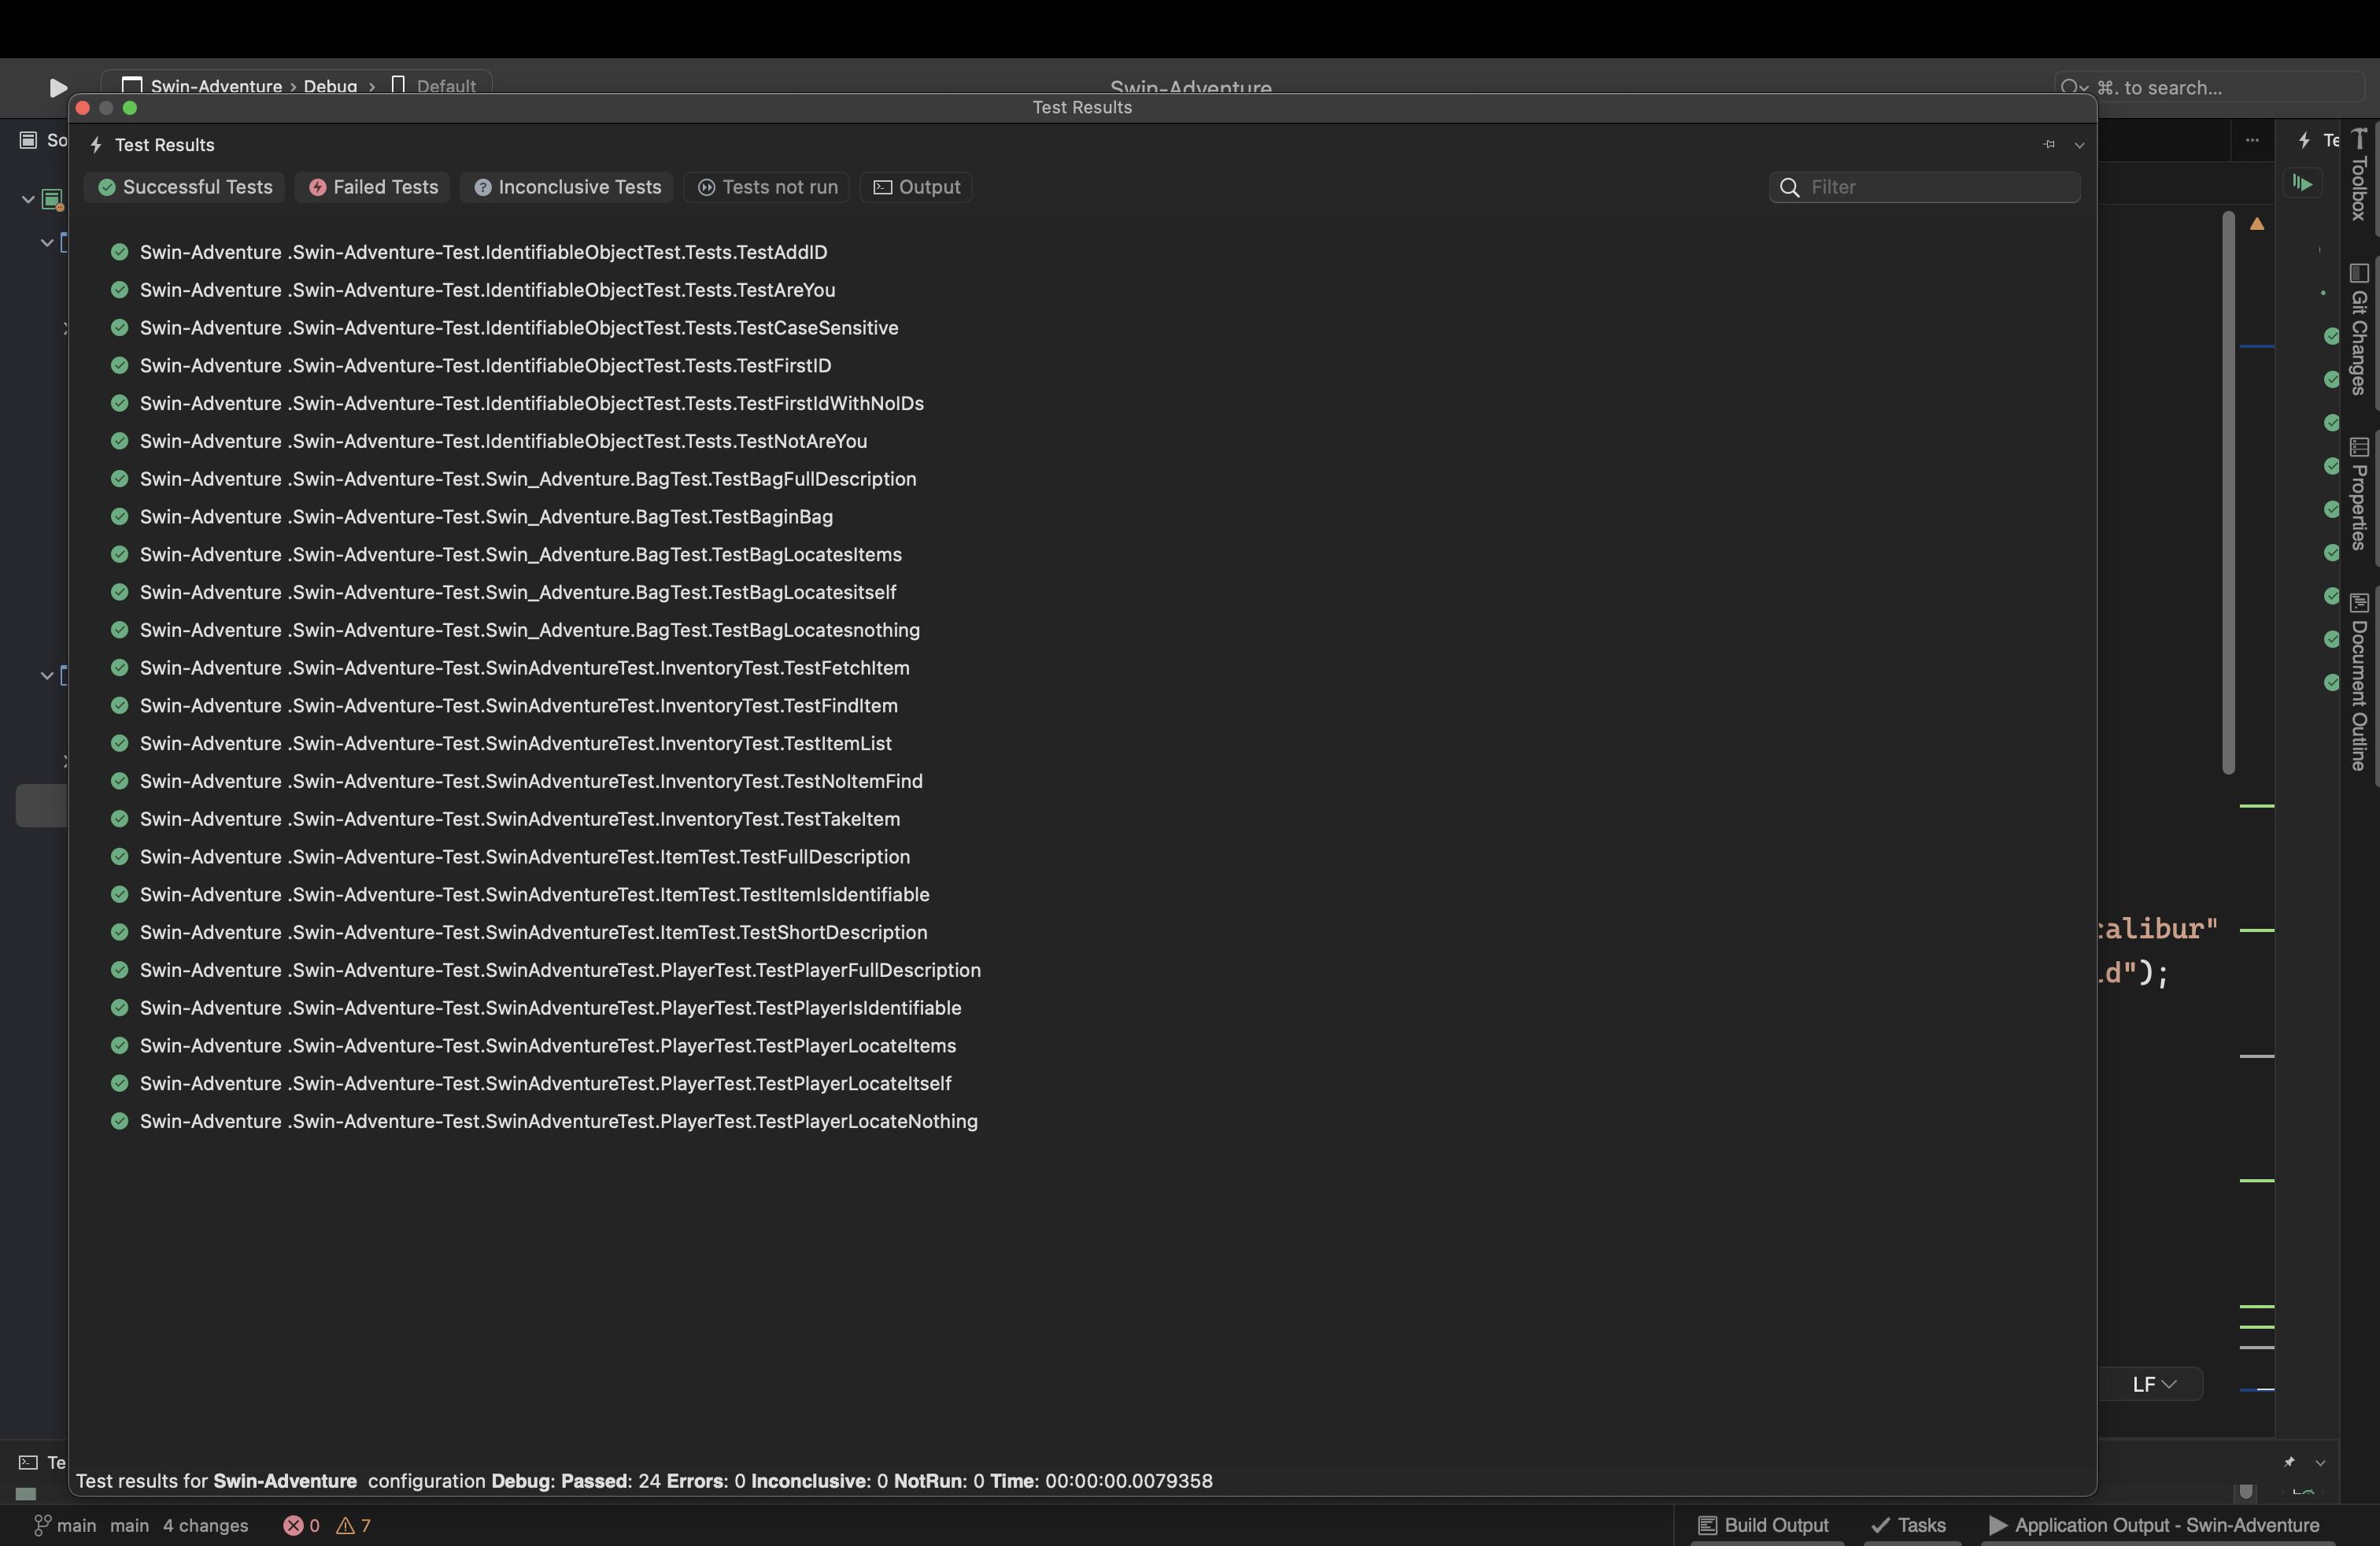 Swin-Adventure › Debug › Default
Swin-Adventure
⌘. to search...
Test Results
Test Results
Successful Tests
Failed Tests
Inconclusive Tests
Tests not run
Output
Filter
Swin-Adventure .Swin-Adventure-Test.IdentifiableObjectTest.Tests.TestAddID
Swin-Adventure .Swin-Adventure-Test.IdentifiableObjectTest.Tests.TestAreYou
Swin-Adventure .Swin-Adventure-Test.IdentifiableObjectTest.Tests.TestCaseSensitive
Swin-Adventure .Swin-Adventure-Test.IdentifiableObjectTest.Tests.TestFirstID
Swin-Adventure .Swin-Adventure-Test.IdentifiableObjectTest.Tests.TestFirstIdWithNoIDs
Swin-Adventure .Swin-Adventure-Test.IdentifiableObjectTest.Tests.TestNotAreYou
Swin-Adventure .Swin-Adventure-Test.Swin_Adventure.BagTest.TestBagFullDescription
Swin-Adventure .Swin-Adventure-Test.Swin_Adventure.BagTest.TestBaginBag
Swin-Adventure .Swin-Adventure-Test.Swin_Adventure.BagTest.TestBagLocatesItems
Swin-Adventure .Swin-Adventure-Test.Swin_Adventure.BagTest.TestBagLocatesitself
Swin-Adventure .Swin-Adventure-Test.Swin_Adventure.BagTest.TestBagLocatesnothing
Swin-Adventure .Swin-Adventure-Test.SwinAdventureTest.InventoryTest.TestFetchItem
Swin-Adventure .Swin-Adventure-Test.SwinAdventureTest.InventoryTest.TestFindItem
Swin-Adventure .Swin-Adventure-Test.SwinAdventureTest.InventoryTest.TestItemList
Swin-Adventure .Swin-Adventure-Test.SwinAdventureTest.InventoryTest.TestNoItemFind
Swin-Adventure .Swin-Adventure-Test.SwinAdventureTest.InventoryTest.TestTakeItem
Swin-Adventure .Swin-Adventure-Test.SwinAdventureTest.ItemTest.TestFullDescription
Swin-Adventure .Swin-Adventure-Test.SwinAdventureTest.ItemTest.TestItemIsIdentifiable
Swin-Adventure .Swin-Adventure-Test.SwinAdventureTest.ItemTest.TestShortDescription
Swin-Adventure .Swin-Adventure-Test.SwinAdventureTest.PlayerTest.TestPlayerFullDescription
Swin-Adventure .Swin-Adventure-Test.SwinAdventureTest.PlayerTest.TestPlayerIsIdentifiable
Swin-Adventure .Swin-Adventure-Test.SwinAdventureTest.PlayerTest.TestPlayerLocateItems
Swin-Adventure .Swin-Adventure-Test.SwinAdventureTest.PlayerTest.TestPlayerLocateItself
Swin-Adventure .Swin-Adventure-Test.SwinAdventureTest.PlayerTest.TestPlayerLocateNothing
Test results for Swin-Adventure configuration Debug: Passed: 24 Errors: 0 Inconclusive: 0 NotRun: 0 Time: 00:00:00.0079358
So
Te
alibur"
d");
LF
Te
Toolbox
Git Changes
Properties
Document Outline
main main 4 changes
0
7
Build Output
Tasks
Application Output - Swin-Adventure